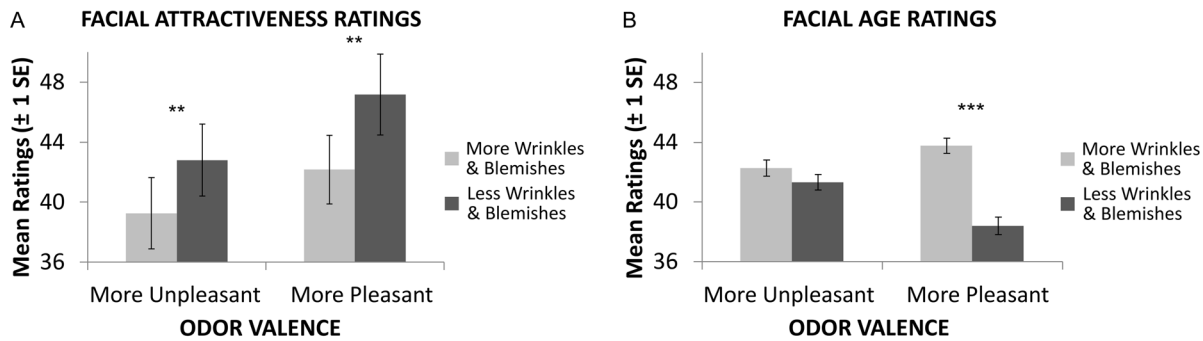 A
FACIAL ATTRACTIVENESS RATINGS
Mean Ratings (± 1 SE)
48
44
40
36
**
**
More Unpleasant
More Pleasant
ODOR VALENCE
More Wrinkles
& Blemishes
Less Wrinkles
& Blemishes
B
FACIAL AGE RATINGS
Mean Ratings (± 1 SE)
48
44
40
36
***
More Unpleasant
More Pleasant
ODOR VALENCE
More Wrinkles
& Blemishes
Less Wrinkles
& Blemishes